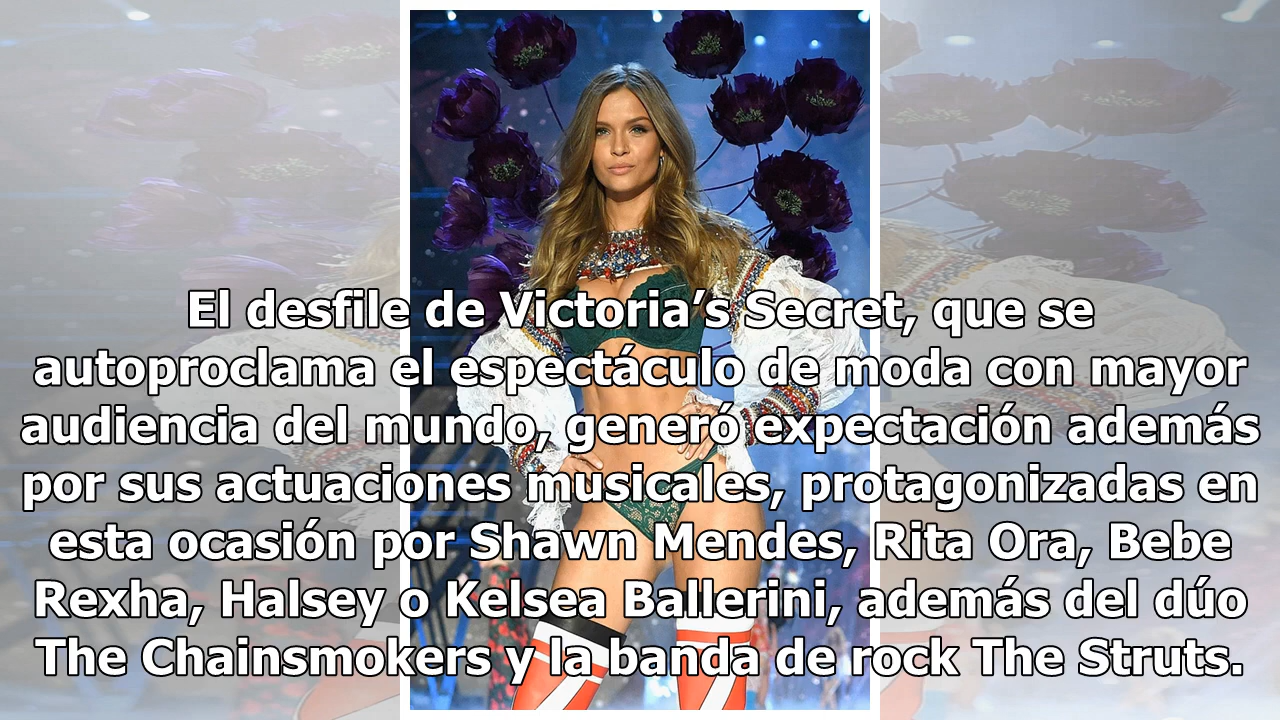 El desfile de Victoria’s Secret, que se
autoproclama el espectáculo de moda con mayor
audiencia del mundo, generó expectación además
por sus actuaciones musicales, protagonizadas en
esta ocasión por Shawn Mendes, Rita Ora, Bebe
Rexha, Halsey o Kelsea Ballerini, además del dúo
The Chainsmokers y la banda de rock The Struts.